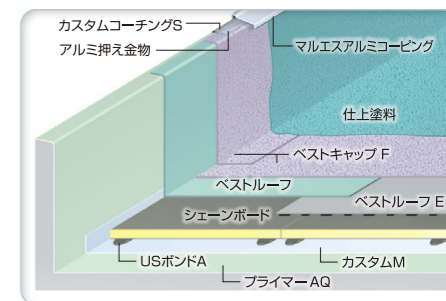 カスタムコーチングS
アルミ押え金物
マルエスアルミコーピング
仕上塗料
ベストキャップ F
ベストルーフ
ベストルーフ E
シェーンボード
USボンドA
カスタムM
プライマーAQ